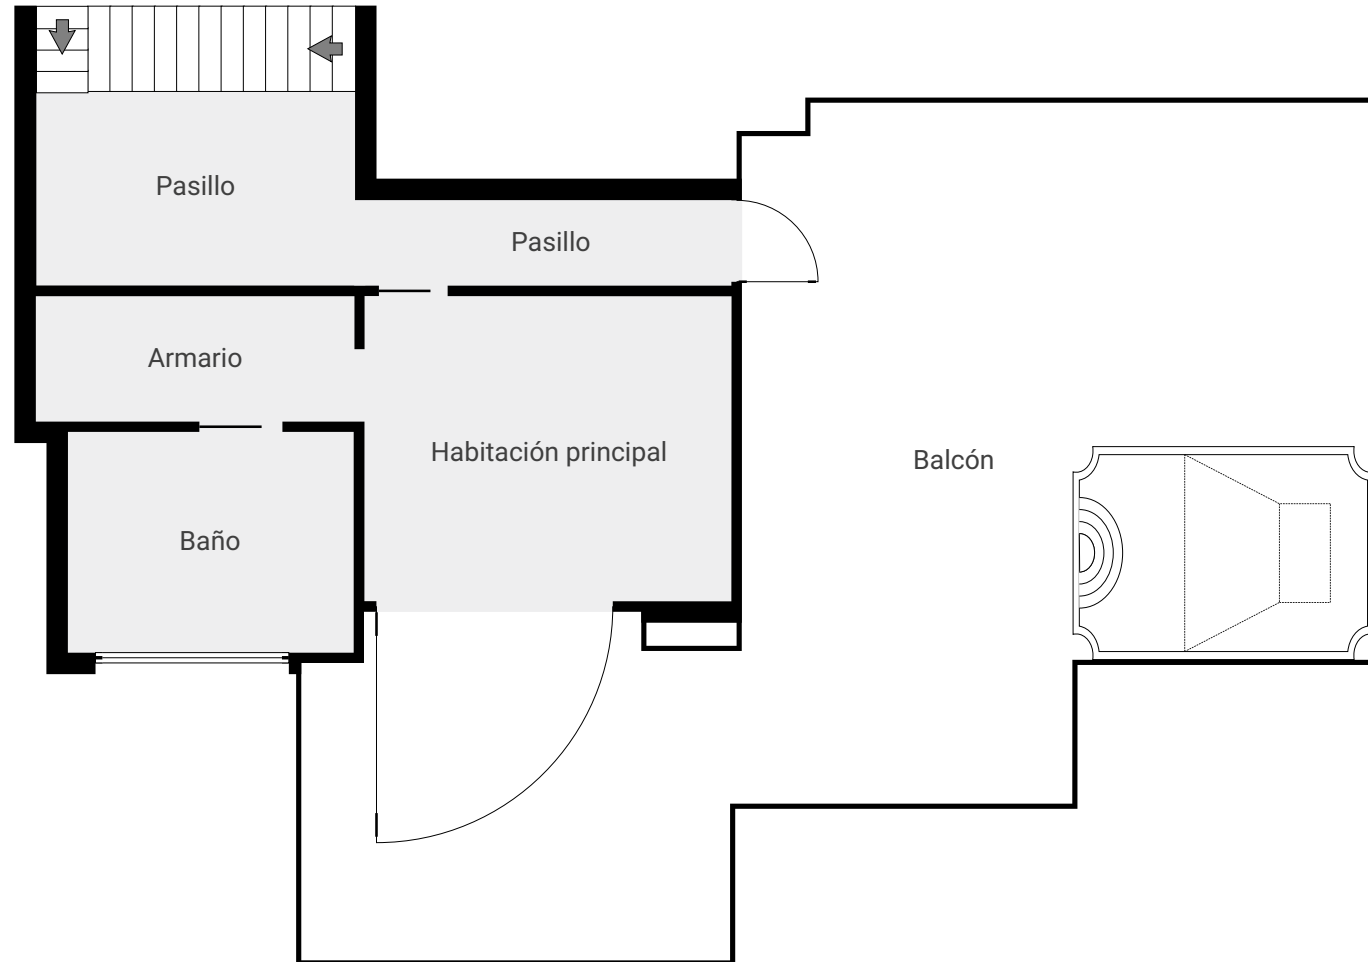 Pasillo
Pasillo
Armario
Habitación principal
Balcón
Baño